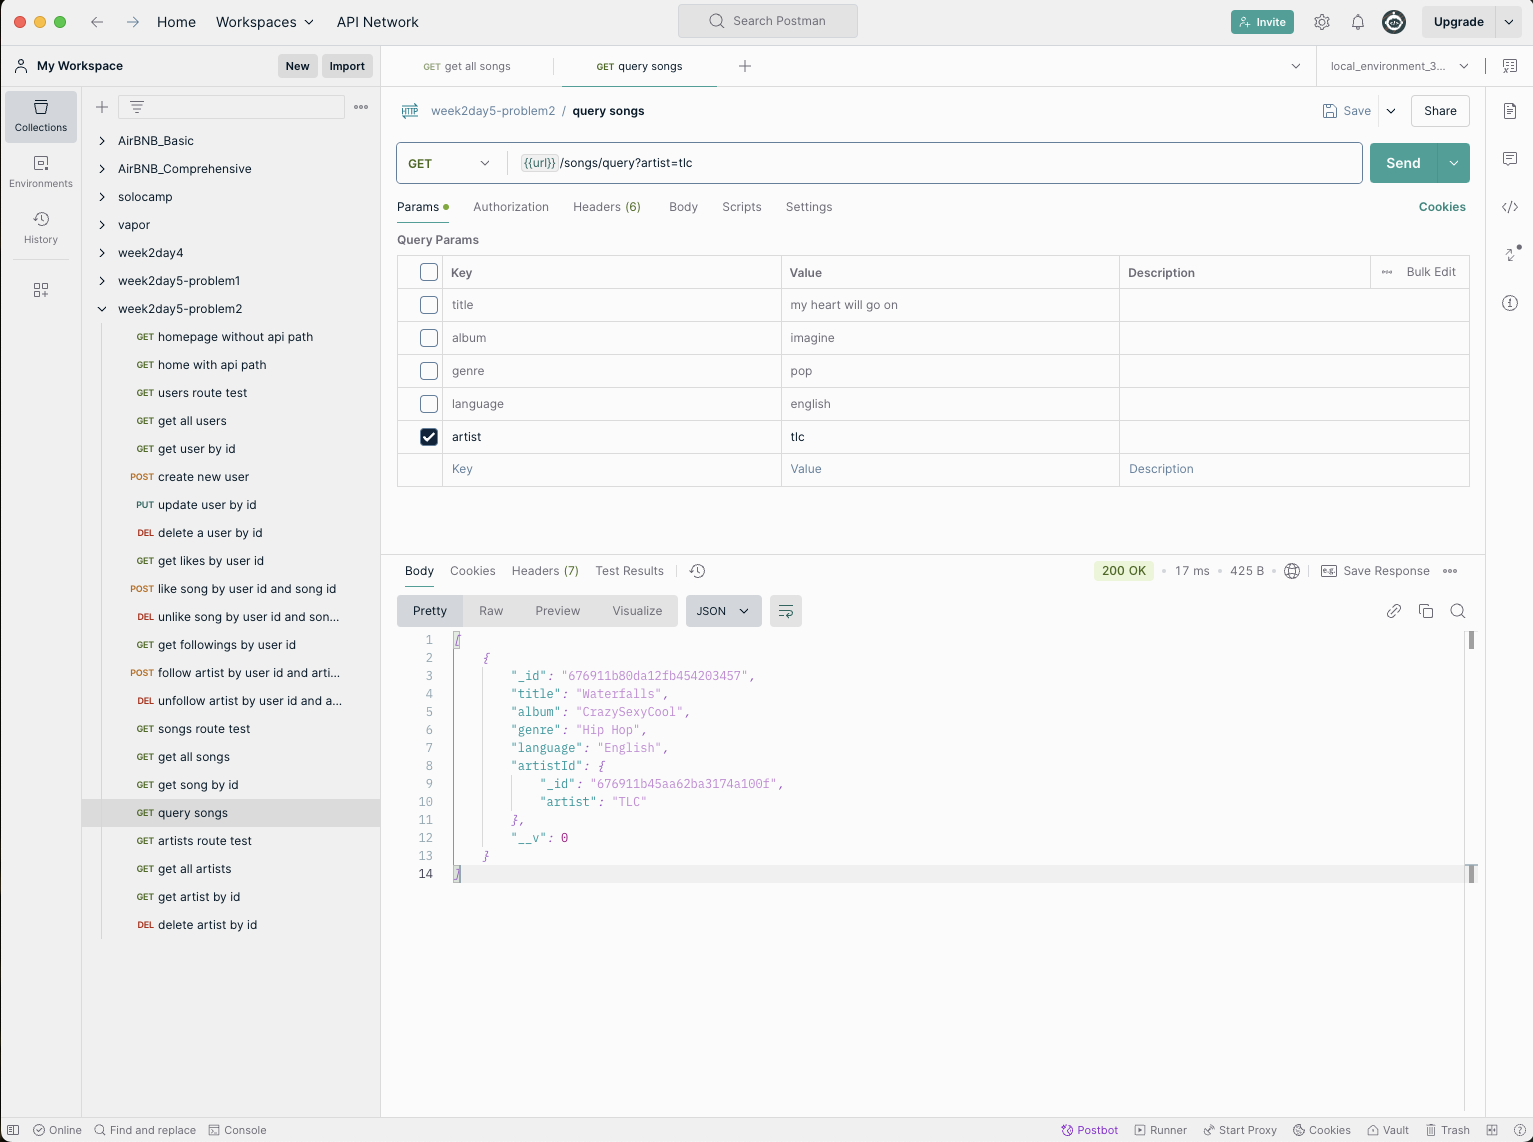 Home Workspaces API Network Search Postman Invite Upgrade
My Workspace New Import
GET get all songs GET query songs local_environment_3...
Collections
Environments
History
AirBNB_Basic
AirBNB_Comprehensive
solocamp
vapor
week2day4
week2day5-problem1
week2day5-problem2
GET homepage without api path
GET home with api path
GET users route test
GET get all users
GET get user by id
POST create new user
PUT update user by id
DEL delete a user by id
GET get likes by user id
POST like song by user id and song id
DEL unlike song by user id and son...
GET get followings by user id
POST follow artist by user id and arti...
DEL unfollow artist by user id and a...
GET songs route test
GET get all songs
GET get song by id
GET query songs
GET artists route test
GET get all artists
GET get artist by id
DEL delete artist by id
HTTP week2day5-problem2 / query songs Save Share
GET {{url}}/songs/query?artist=tlc Send
Params Authorization Headers (6) Body Scripts Settings Cookies
Query Params
Key Value Description Bulk Edit
title my heart will go on
album imagine
genre pop
language english
artist tlc
Key Value Description
Body Cookies Headers (7) Test Results 200 OK 17 ms 425 B e.g. Save Response
Pretty Raw Preview Visualize JSON
1 [
2 {
3 "_id": "676911b80da12fb454203457",
4 "title": "Waterfalls",
5 "album": "CrazySexyCool",
6 "genre": "Hip Hop",
7 "language": "English",
8 "artistId": {
9 "_id": "676911b45aa62ba3174a100f",
10 "artist": "TLC"
11 },
12 "__v": 0
13 }
14 ]
Online Find and replace Console Postbot Runner Start Proxy Cookies Vault Trash